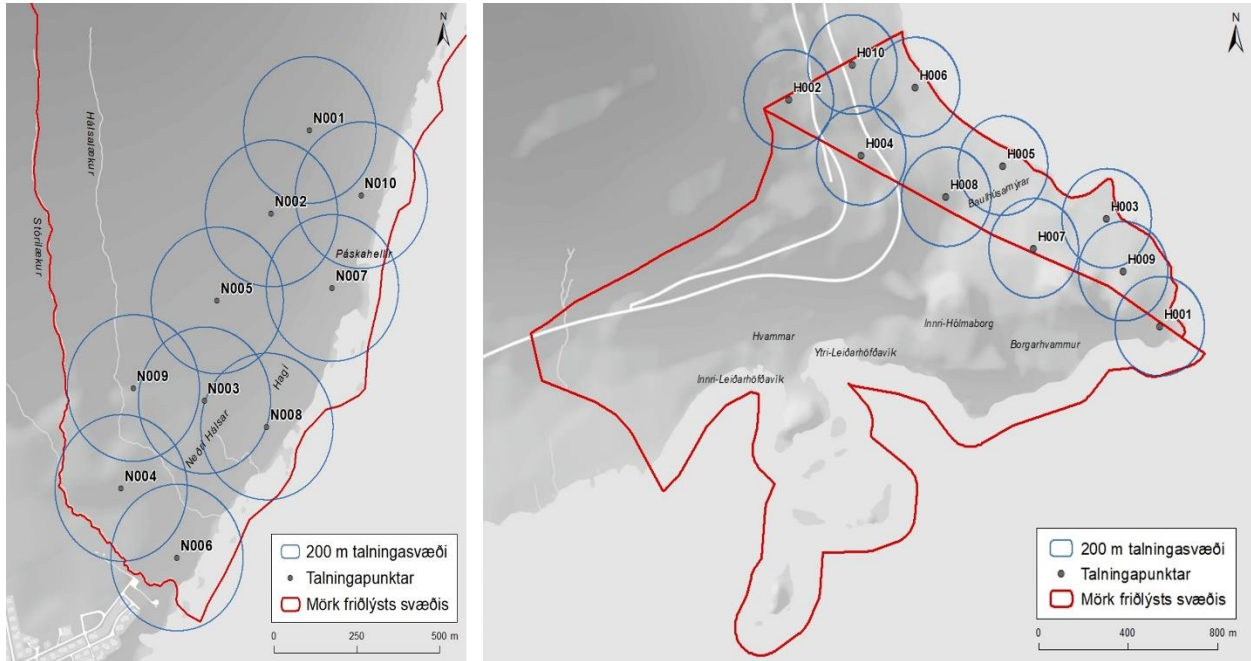 N
N001
N010
N002
Páskahellir
N007
N005
Hálsalækur
Stórilækur
N009
N003
Hagi
N008
Neðri Hálsar
N004
N006
200 m talningasvæði
Talningapunktar
Mörk friðlýsts svæðis
0 250 500 m
N
H010
H002
H006
H004
H005
H008
Baulhúsamýrar
H003
H007
H009
H001
Innri-Hólmaborg
Hvammar
Ytri-Leiðarhöfðavík
Borgarhvammur
Innri-Leiðarhöfðavík
200 m talningasvæði
Talningapunktar
Mörk friðlýsts svæðis
0 400 800 m